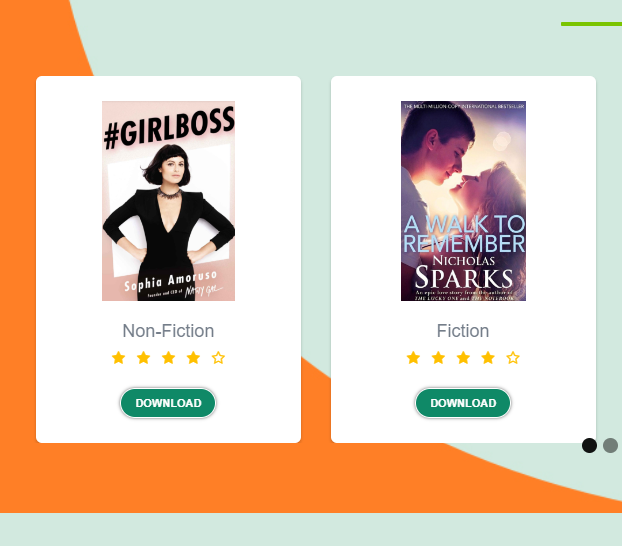 #GIRLBOSS
Sophia Amoruso
Founder and CEO of NASTY GAL
Non-Fiction
DOWNLOAD
THE MULTI-MILLION-COPY INTERNATIONAL BESTSELLER
A WALK TO
REMEMBER
NICHOLAS
SPARKS
An epic love story from the author of
THE LUCKY ONE and THE NOTEBOOK
Fiction
DOWNLOAD